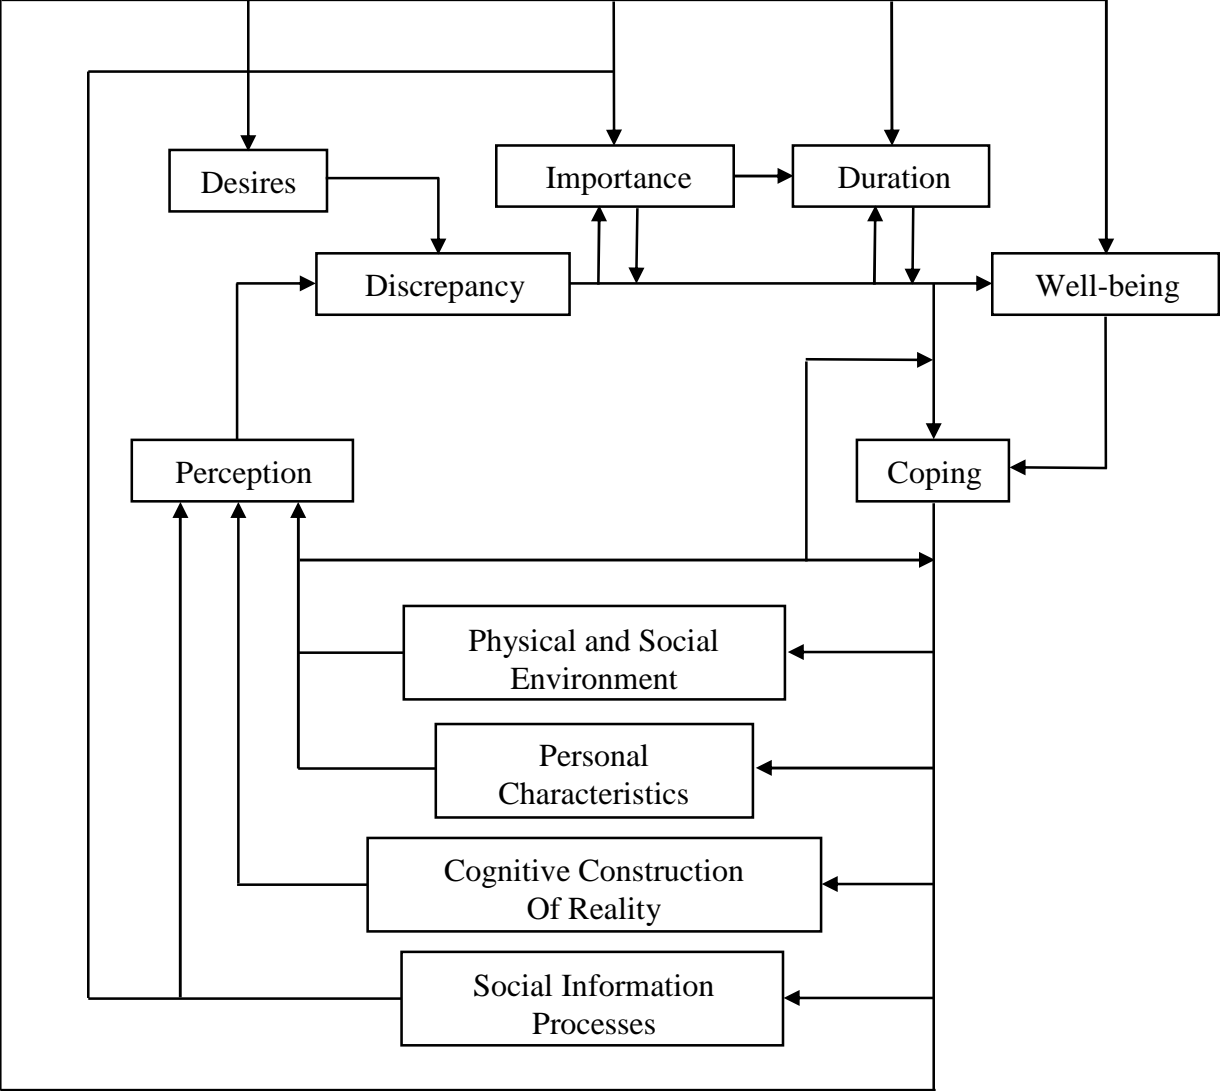 Desires
Importance
Duration
Discrepancy
Well-being
Perception
Coping
Physical and Social
Environment
Personal
Characteristics
Cognitive Construction
Of Reality
Social Information
Processes